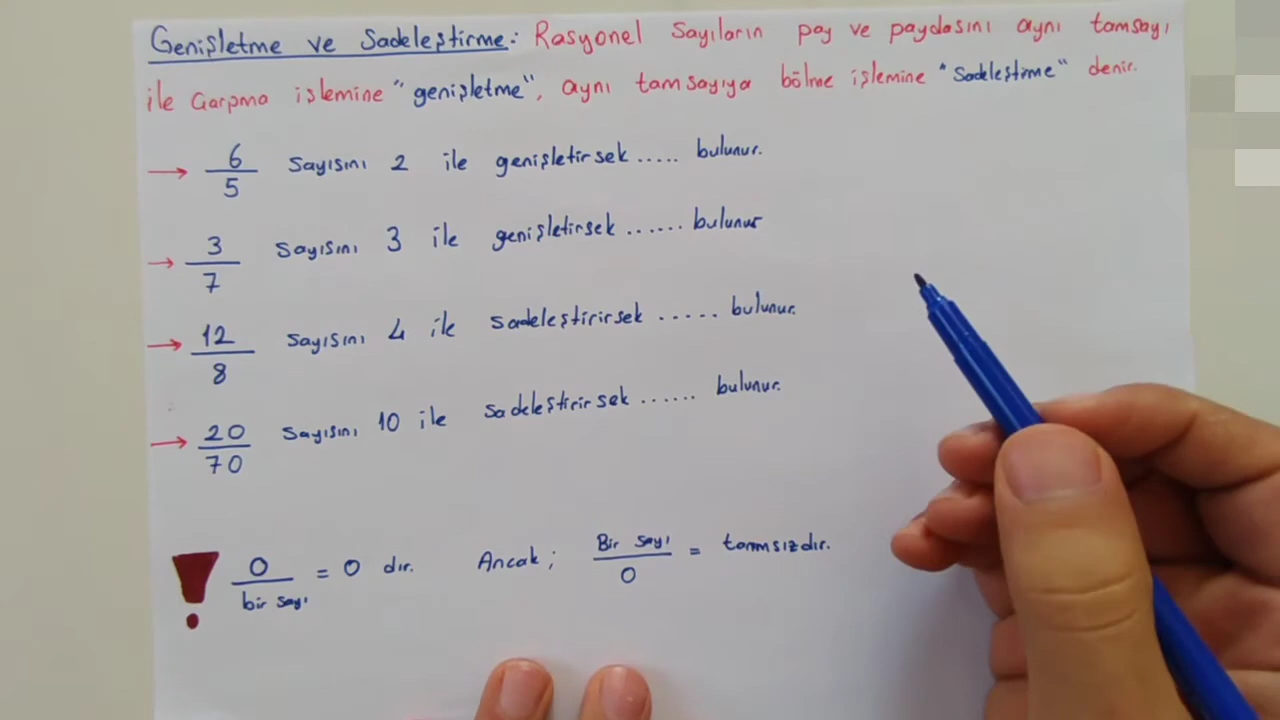 Genişletme ve Sadeleştirme: Rasyonel Sayıların pay ve paydasını aynı tamsayı
ile Çarpma işlemine "genişletme", aynı tamsayıya bölme işlemine "Sadeleştirme" denir.
→ 6/5 Sayısını 2 ile genişletirsek ..... bulunur.
→ 3/7 Sayısını 3 ile genişletirsek ...... bulunur
→ 12/8 Sayısını 4 ile sadeleştirirsek ..... bulunur.
→ 20/70 Sayısını 10 ile sadeleştirirsek ...... bulunur.
! 0/bir sayı = 0 dır. Ancak; Bir sayı/0 = tanımsızdır.